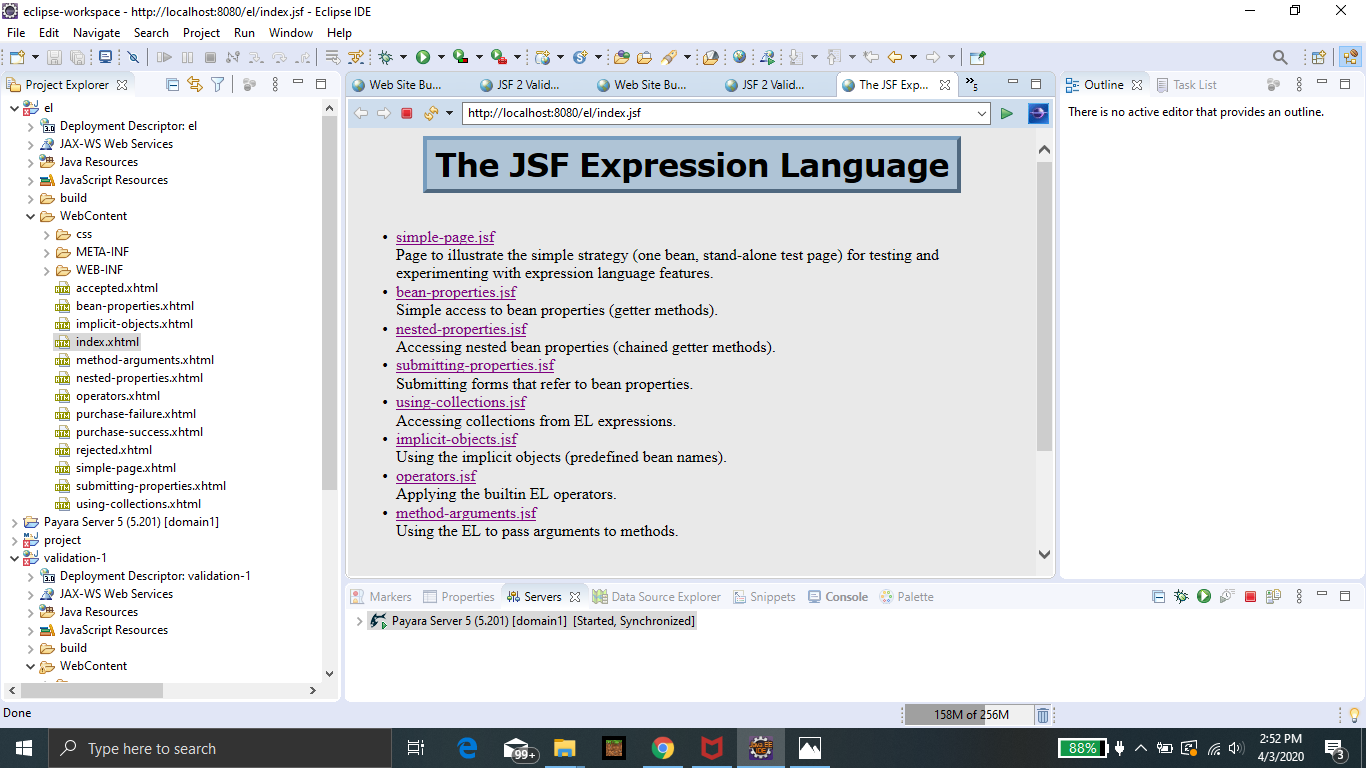 eclipse-workspace - http://localhost:8080/el/index.jsf - Eclipse IDE
File Edit Navigate Search Project Run Window Help
Project Explorer
el
Deployment Descriptor: el
JAX-WS Web Services
Java Resources
JavaScript Resources
build
WebContent
css
META-INF
WEB-INF
accepted.xhtml
bean-properties.xhtml
implicit-objects.xhtml
index.xhtml
method-arguments.xhtml
nested-properties.xhtml
operators.xhtml
purchase-failure.xhtml
purchase-success.xhtml
rejected.xhtml
simple-page.xhtml
submitting-properties.xhtml
using-collections.xhtml
Payara Server 5 (5.201) [domain1]
project
validation-1
Deployment Descriptor: validation-1
JAX-WS Web Services
Java Resources
JavaScript Resources
build
WebContent
Web Site Bu... JSF 2 Valid... Web Site Bu... JSF 2 Valid... The JSF Exp... »5
http://localhost:8080/el/index.jsf
The JSF Expression Language
• simple-page.jsf
Page to illustrate the simple strategy (one bean, stand-alone test page) for testing and
experimenting with expression language features.
• bean-properties.jsf
Simple access to bean properties (getter methods).
• nested-properties.jsf
Accessing nested bean properties (chained getter methods).
• submitting-properties.jsf
Submitting forms that refer to bean properties.
• using-collections.jsf
Accessing collections from EL expressions.
• implicit-objects.jsf
Using the implicit objects (predefined bean names).
• operators.jsf
Applying the builtin EL operators.
• method-arguments.jsf
Using the EL to pass arguments to methods.
Outline Task List
There is no active editor that provides an outline.
Markers Properties Servers Data Source Explorer Snippets Console Palette
Payara Server 5 (5.201) [domain1] [Started, Synchronized]
Done
158M of 256M
Type here to search
99+
88%
2:52 PM
4/3/2020
3